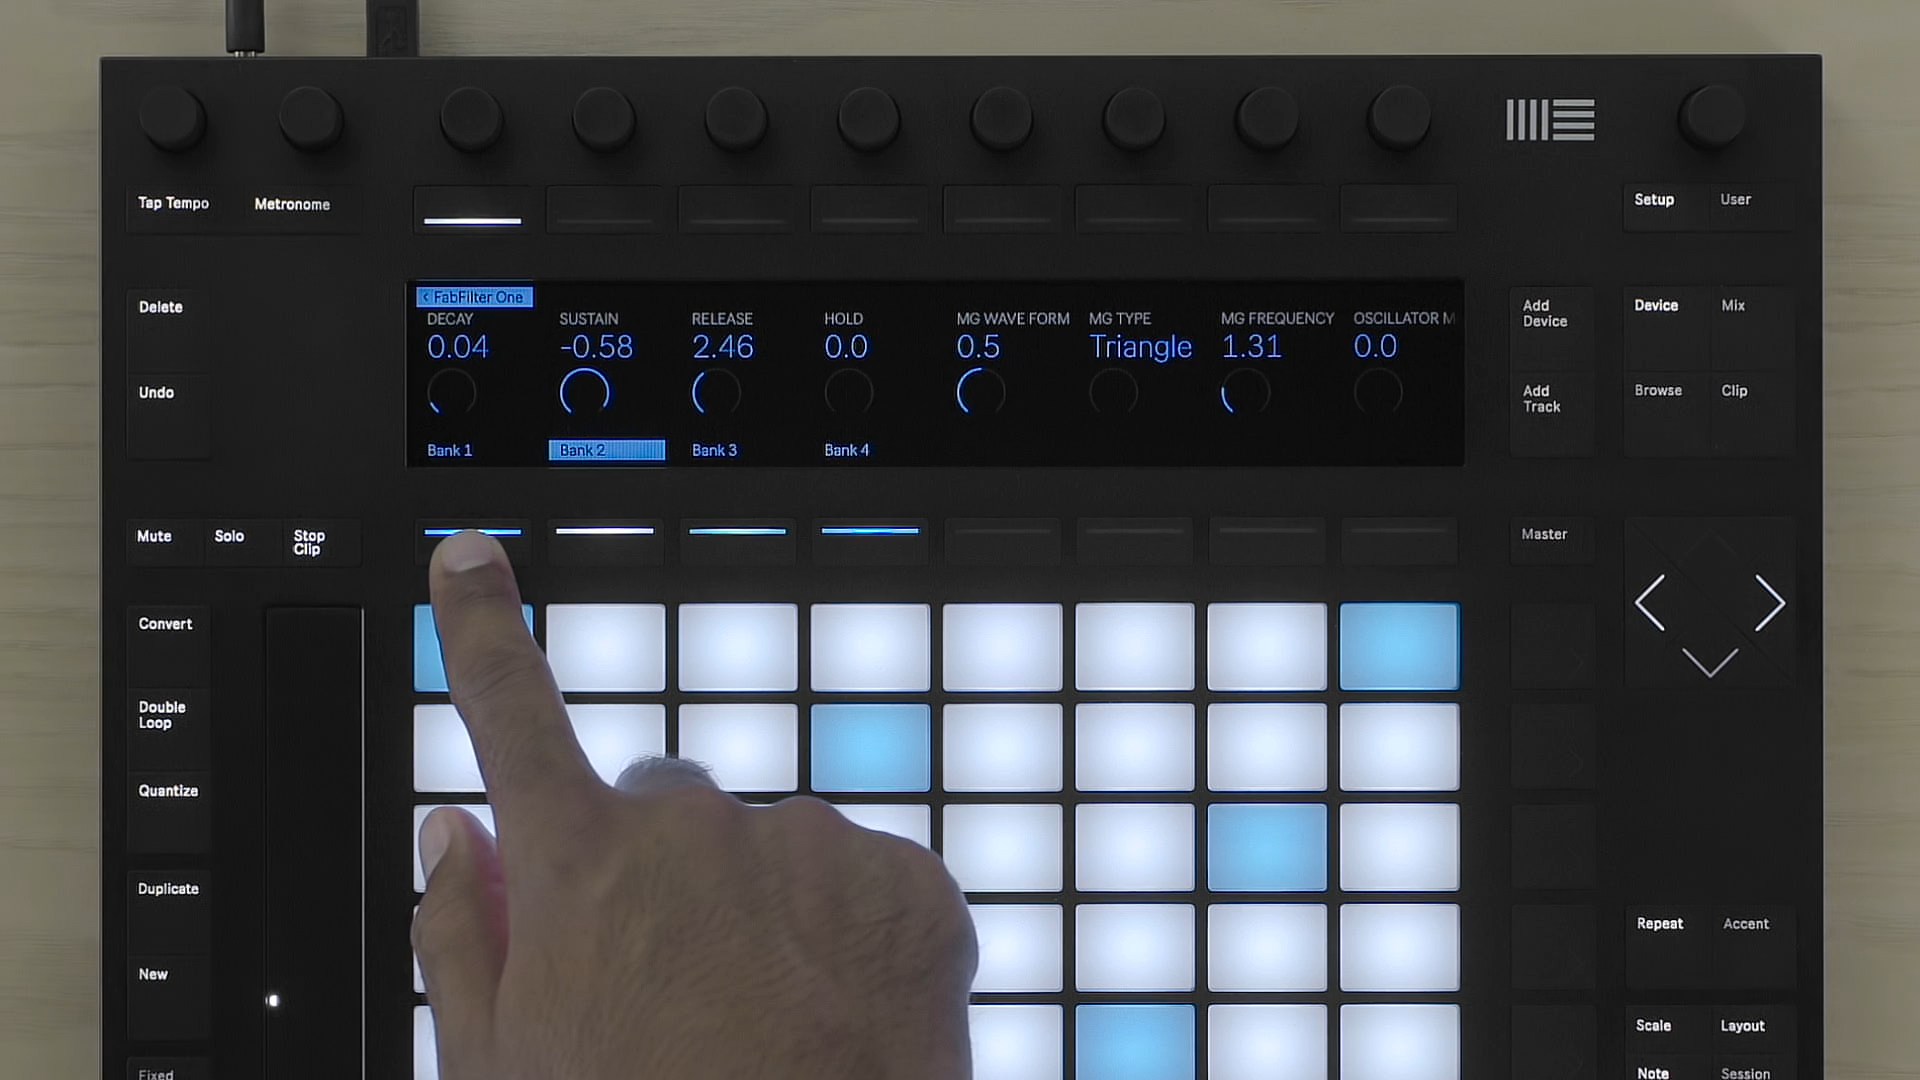 Tap Tempo
Metronome
Setup
User
Delete
Undo
< FabFilter One
DECAY
SUSTAIN
RELEASE
HOLD
MG WAVE FORM
MG TYPE
MG FREQUENCY
OSCILLATOR M
0.04
-0.58
2.46
0.0
0.5
Triangle
1.31
0.0
Bank 1
Bank 2
Bank 3
Bank 4
Add
Device
Add
Track
Device
Mix
Browse
Clip
Mute
Solo
Stop
Clip
Master
Convert
Double
Loop
Quantize
Duplicate
New
Fixed
Repeat
Accent
Scale
Layout
Note
Session